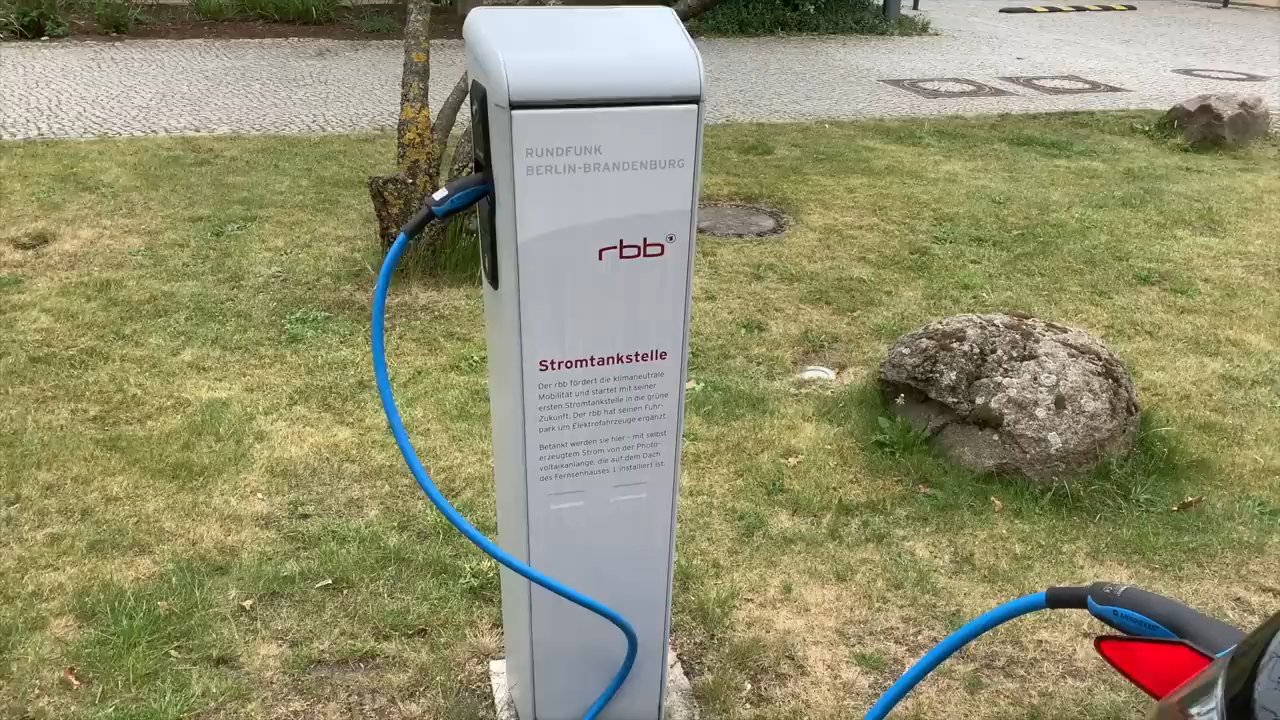 RUNDFUNK
BERLIN-BRANDENBURG
rbb
Stromtankstelle
Der rbb fördert die klimaneutrale
Mobilität und startet mit seiner
ersten Stromtankstelle in die grüne
Zukunft. Der rbb hat seinen Fuhr-
park um Elektrofahrzeuge ergänzt.
Betankt werden sie hier - mit selbst
erzeugtem Strom von der Photo-
voltaikanlange, die auf dem Dach
des Fernsehhauses 1 installiert ist.
MENNEKES